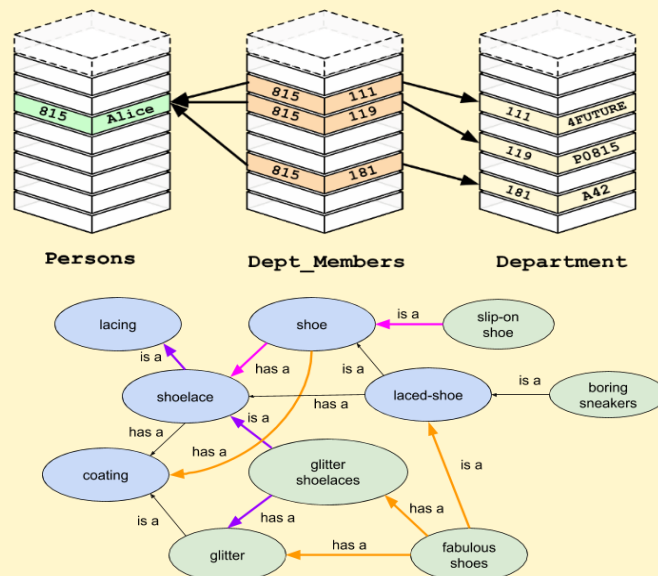 815 Alice
815 111
815 119
815 181
111 4FUTURE
119 P0815
181 A42
Persons
Dept_Members
Department
lacing
shoe
is a
slip-on
shoe
is a
has a
is a
shoelace
has a
laced-shoe
is a
boring
sneakers
has a
is a
has a
coating
glitter
shoelaces
is a
is a
has a
has a
glitter
has a
fabulous
shoes